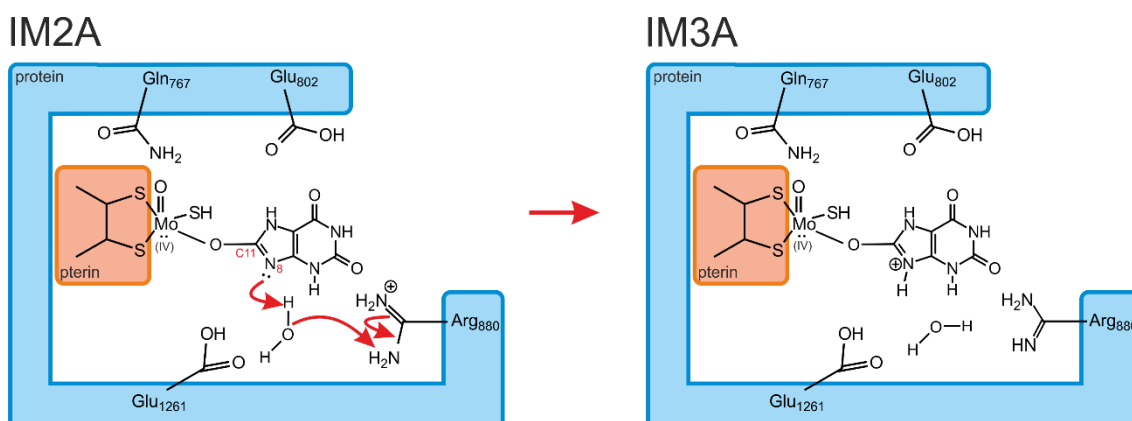 IM2A
protein
Gln767
Glu802
O
NH2
O
OH
pterin
S
S
O
Mo
(IV)
SH
O
C11
H
N
N
8
O
NH
O
N
H
H
O
H
H2N
⊕
H2N
Arg880
OH
O
Glu1261
IM3A
protein
Gln767
Glu802
O
NH2
O
OH
pterin
S
S
O
Mo
(IV)
SH
O
H
N
⊕
N
H
O
NH
O
N
H
H2N
HN
Arg880
O
H
H
OH
O
Glu1261